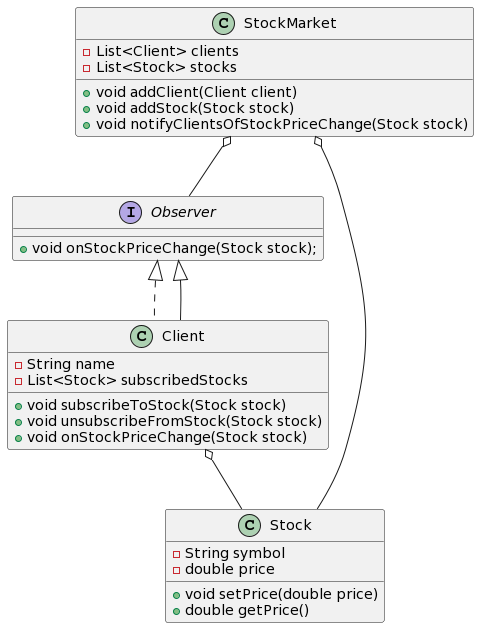 C StockMarket
List<Client> clients
List<Stock> stocks
void addClient(Client client)
void addStock(Stock stock)
void notifyClientsOfStockPriceChange(Stock stock)
I Observer
void onStockPriceChange(Stock stock);
C Client
String name
List<Stock> subscribedStocks
void subscribeToStock(Stock stock)
void unsubscribeFromStock(Stock stock)
void onStockPriceChange(Stock stock)
C Stock
String symbol
double price
void setPrice(double price)
double getPrice()